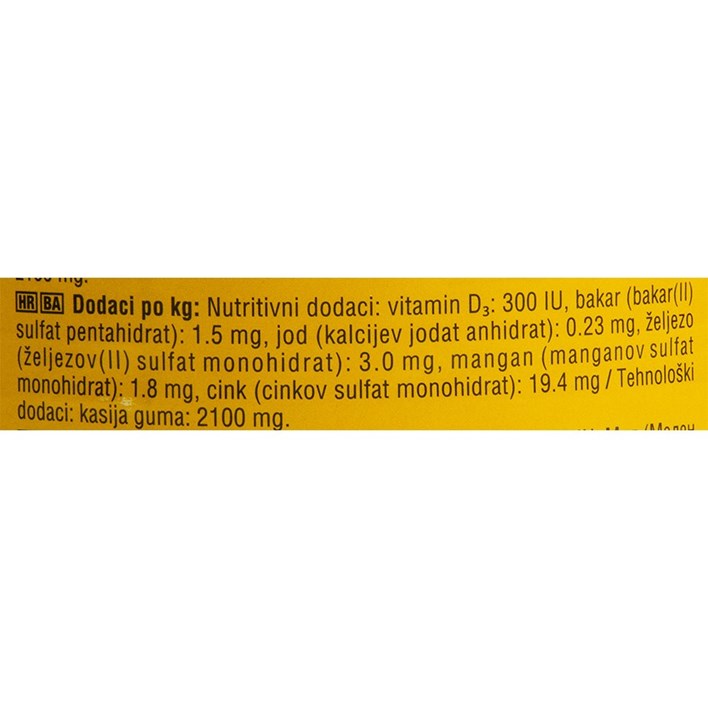 HR BA Dodaci po kg: Nutritivni dodaci: vitamin D₃: 300 IU, bakar (bakar(II)
sulfat pentahidrat): 1.5 mg, jod (kalcijev jodat anhidrat): 0.23 mg, željezo
(željezov(II) sulfat monohidrat): 3.0 mg, mangan (manganov sulfat
monohidrat): 1.8 mg, cink (cinkov sulfat monohidrat): 19.4 mg / Tehnološki
dodaci: kasija guma: 2100 mg.